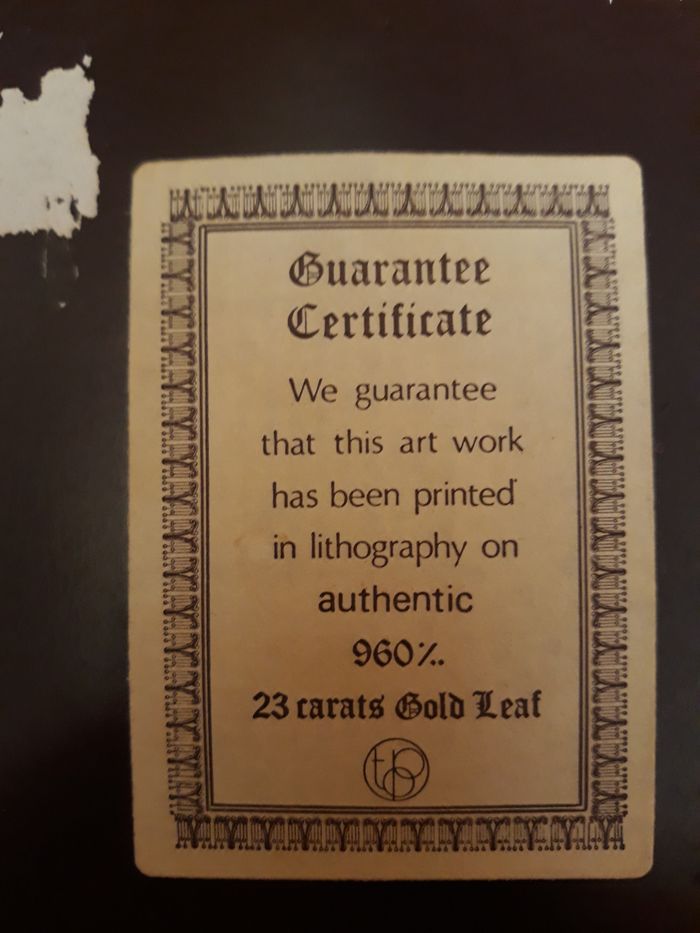 Guarantee
Certificate
We guarantee
that this art work
has been printed
in lithography on
authentic
960‰
23 carats Gold Leaf
tp